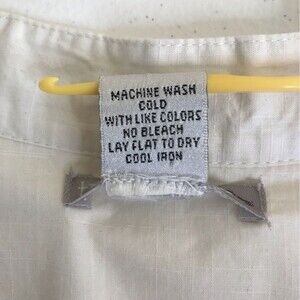 MACHINE WASH
COLD
WITH LIKE COLORS
NO BLEACH
LAY FLAT TO DRY
COOL IRON